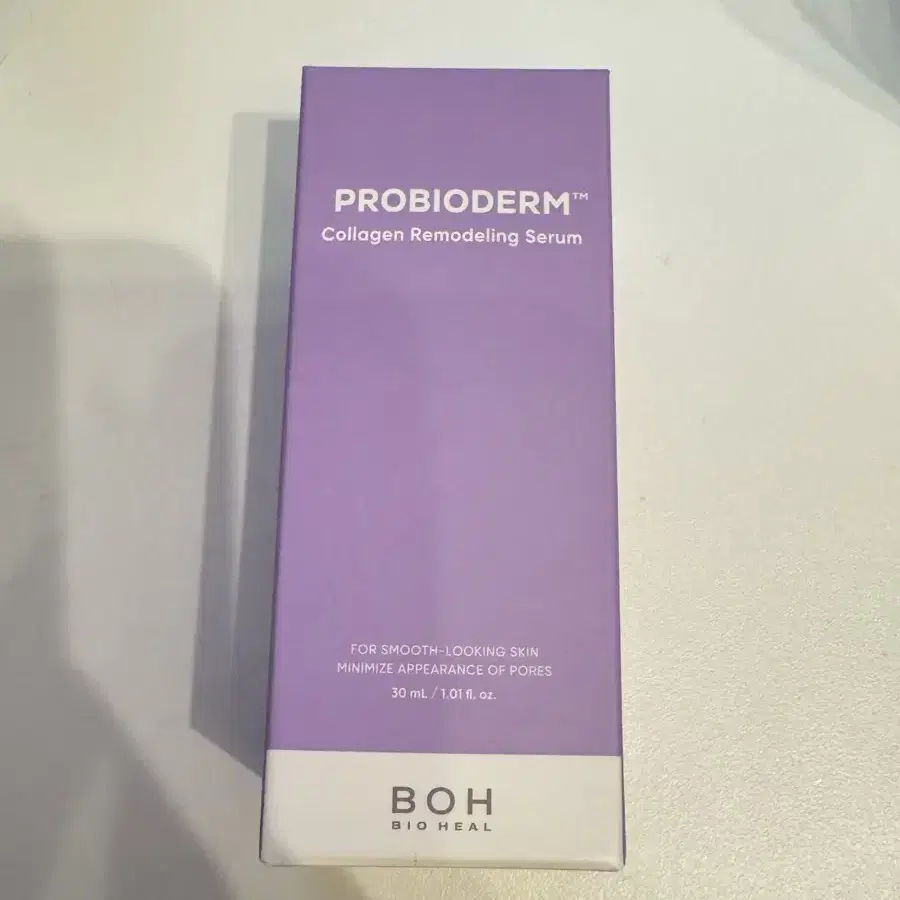 PROBIODERM™
Collagen Remodeling Serum
FOR SMOOTH-LOOKING SKIN
MINIMIZE APPEARANCE OF PORES
30 mL / 1.01 fl. oz.
BOH
BIO HEAL